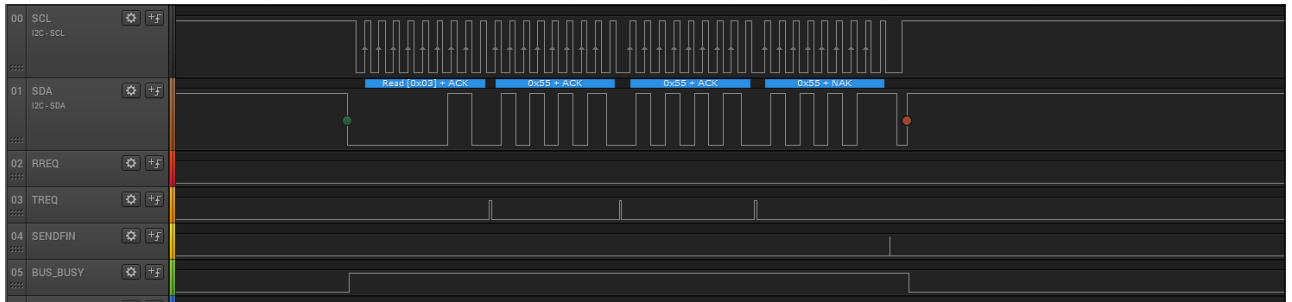 00 SCL
I2C - SCL
Read [0x03] + ACK 0x55 + ACK 0x55 + ACK 0x55 + NAK
01 SDA
I2C - SDA
02 RREQ
03 TREQ
04 SENDFIN
05 BUS_BUSY